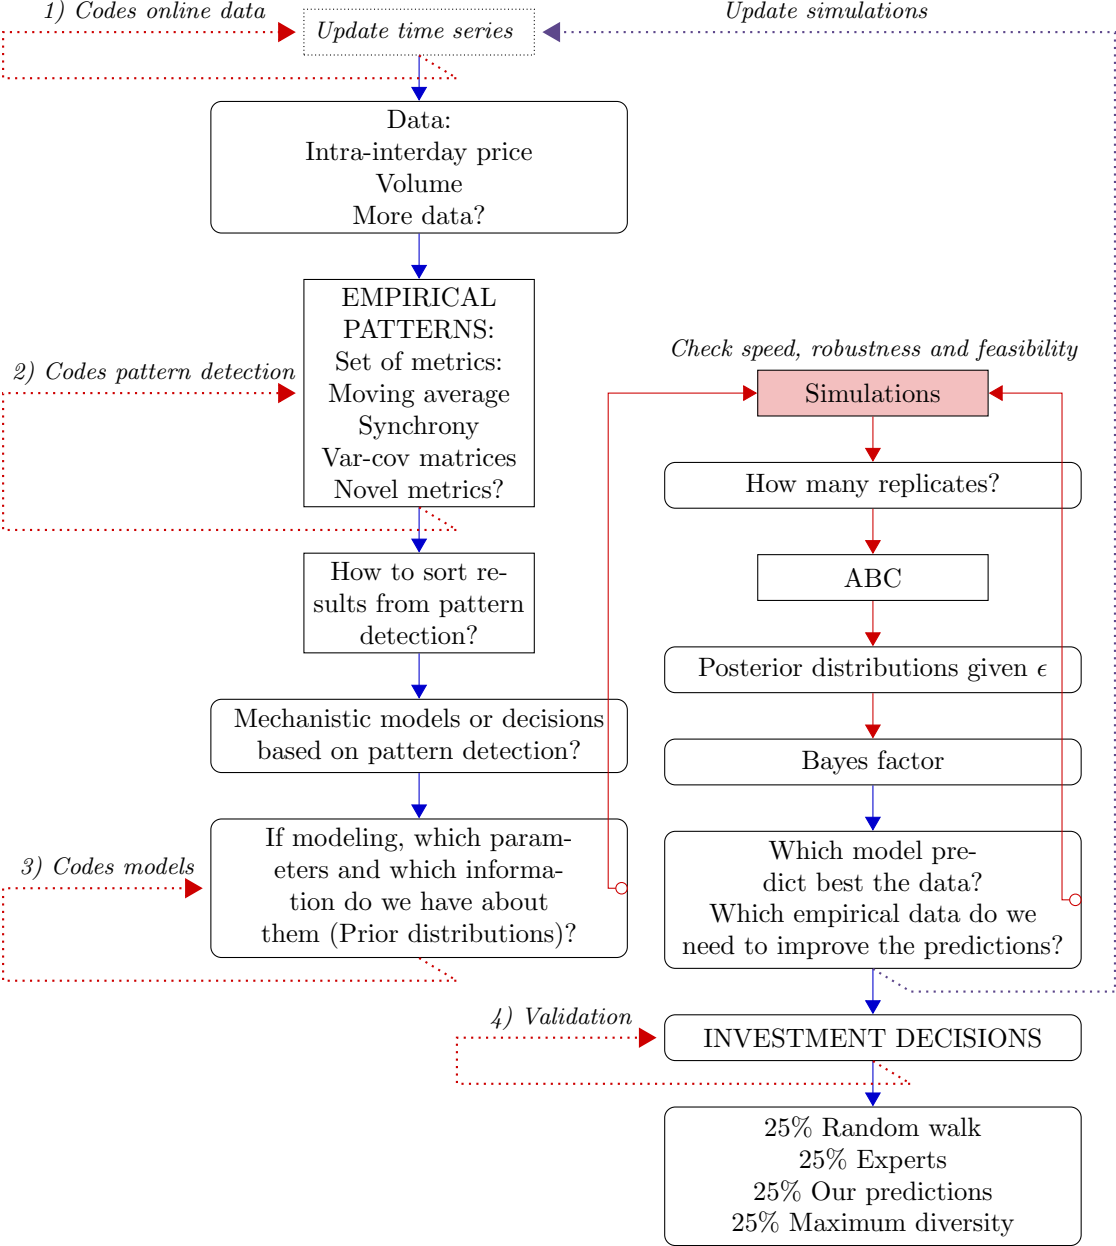 1) Codes online data
Update time series
Update simulations
Data:
Intra-interday price
Volume
More data?
2) Codes pattern detection
EMPIRICAL
PATTERNS:
Set of metrics:
Moving average
Synchrony
Var-cov matrices
Novel metrics?
How to sort re-
sults from pattern
detection?
Mechanistic models or decisions
based on pattern detection?
3) Codes models
If modeling, which param-
eters and which informa-
tion do we have about
them (Prior distributions)?
Check speed, robustness and feasibility
Simulations
How many replicates?
ABC
Posterior distributions given ϵ
Bayes factor
Which model pre-
dict best the data?
Which empirical data do we
need to improve the predictions?
4) Validation
INVESTMENT DECISIONS
25% Random walk
25% Experts
25% Our predictions
25% Maximum diversity